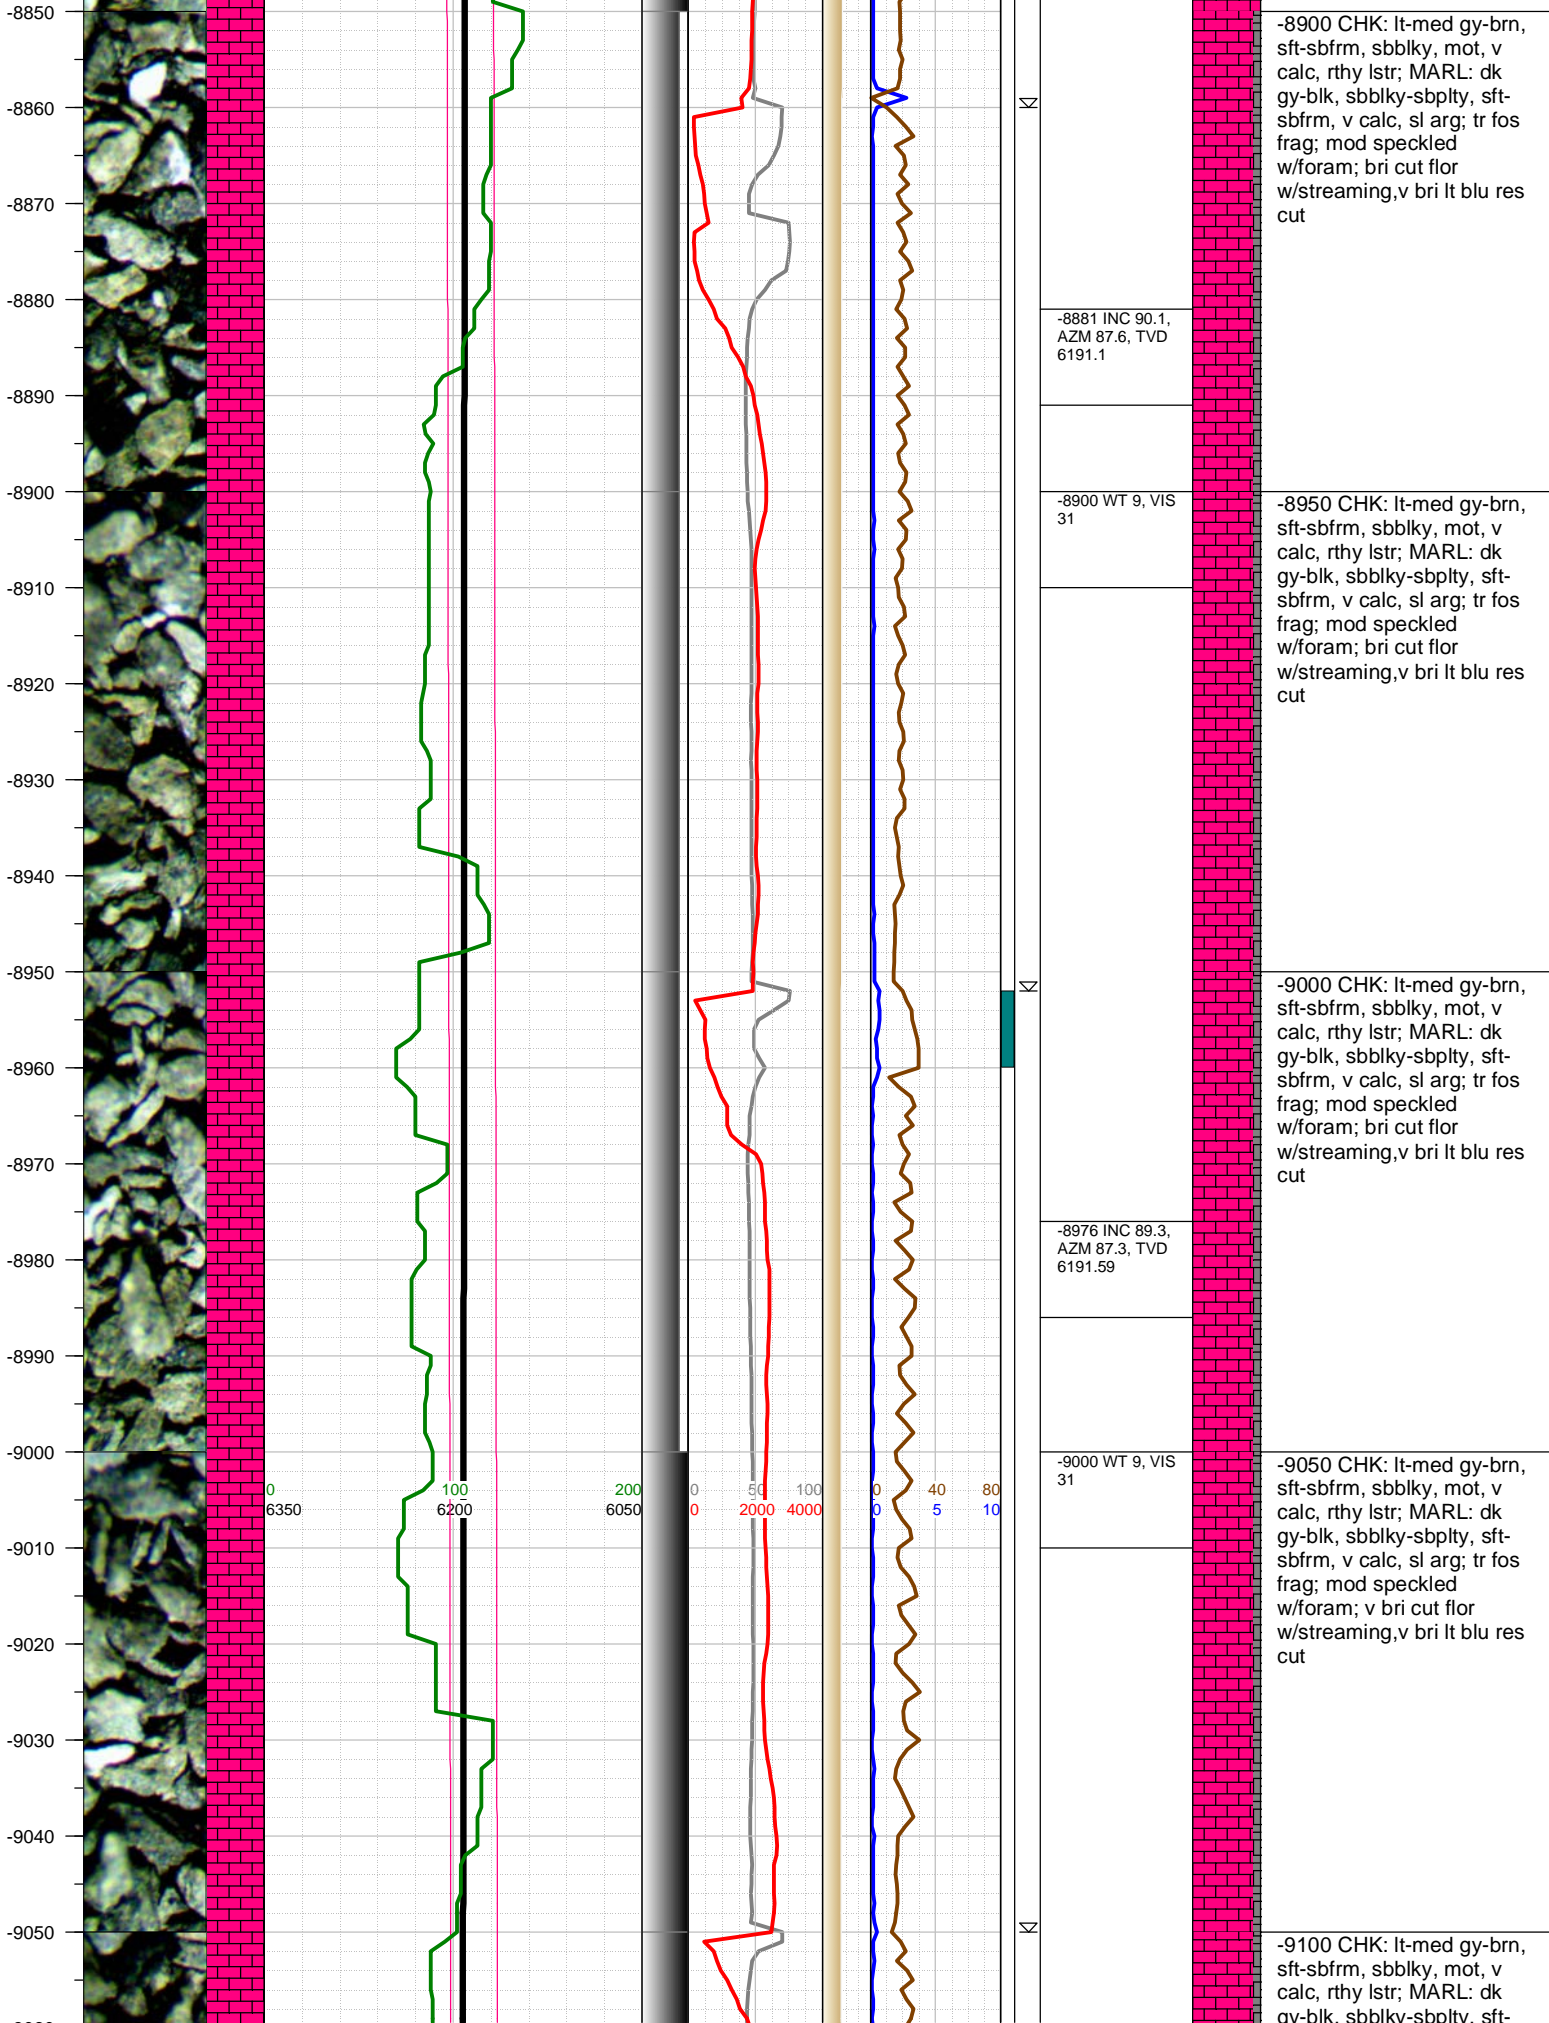 -8850
-8860
-8870
-8880
-8890
-8900
-8910
-8920
-8930
-8940
-8950
-8960
-8970
-8980
-8990
-9000
-9010
-9020
-9030
-9040
-9050
0 100 200
6350 6200 6050
0 50 100
0 2000 4000
0 40 80
0 5 10
-8881 INC 90.1,
AZM 87.6, TVD
6191.1
-8900 WT 9, VIS
31
-8976 INC 89.3,
AZM 87.3, TVD
6191.59
-9000 WT 9, VIS
31
-8900 CHK: lt-med gy-brn,
sft-sbfrm, sbblky, mot, v
calc, rthy lstr; MARL: dk
gy-blk, sbblky-sbplty, sft-
sbfrm, v calc, sl arg; tr fos
frag; mod speckled
w/foram; bri cut flor
w/streaming,v bri lt blu res
cut
-8950 CHK: lt-med gy-brn,
sft-sbfrm, sbblky, mot, v
calc, rthy lstr; MARL: dk
gy-blk, sbblky-sbplty, sft-
sbfrm, v calc, sl arg; tr fos
frag; mod speckled
w/foram; bri cut flor
w/streaming,v bri lt blu res
cut
-9000 CHK: lt-med gy-brn,
sft-sbfrm, sbblky, mot, v
calc, rthy lstr; MARL: dk
gy-blk, sbblky-sbplty, sft-
sbfrm, v calc, sl arg; tr fos
frag; mod speckled
w/foram; bri cut flor
w/streaming,v bri lt blu res
cut
-9050 CHK: lt-med gy-brn,
sft-sbfrm, sbblky, mot, v
calc, rthy lstr; MARL: dk
gy-blk, sbblky-sbplty, sft-
sbfrm, v calc, sl arg; tr fos
frag; mod speckled
w/foram; v bri cut flor
w/streaming,v bri lt blu res
cut
-9100 CHK: lt-med gy-brn,
sft-sbfrm, sbblky, mot, v
calc, rthy lstr; MARL: dk
gy-blk, sbblky-sbplty, sft-